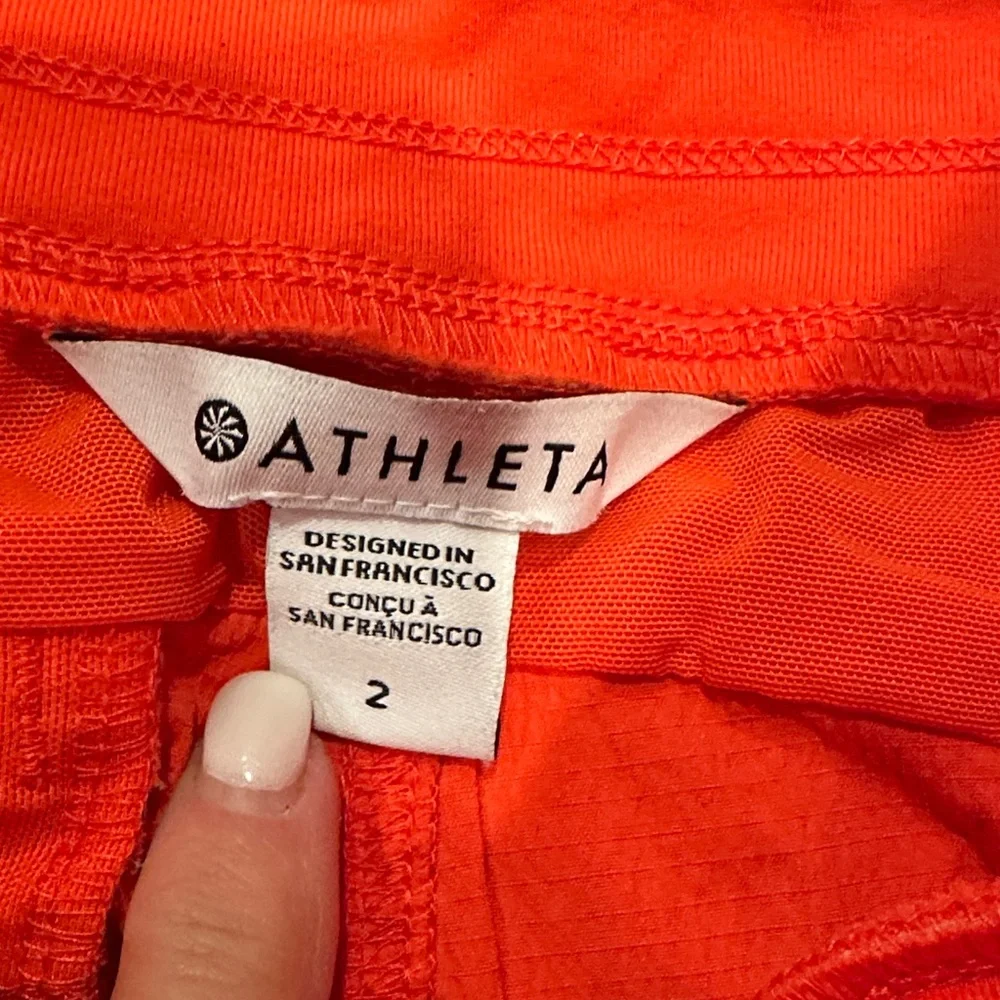 ATHLETA
DESIGNED IN
SAN FRANCISCO
CONÇU À
SAN FRANCISCO
2